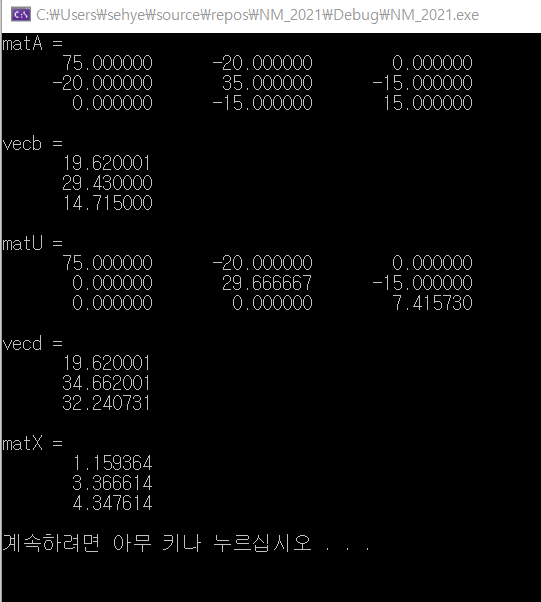 C:\Users\sehye\source\repos\NM_2021\Debug\NM_2021.exe
matA =
75.000000 -20.000000 0.000000
-20.000000 35.000000 -15.000000
0.000000 -15.000000 15.000000
vecb =
19.620001
29.430000
14.715000
matU =
75.000000 -20.000000 0.000000
0.000000 29.666667 -15.000000
0.000000 0.000000 7.415730
vecd =
19.620001
34.662001
32.240731
matX =
1.159364
3.366614
4.347614
계속하려면 아무 키나 누르십시오 . . .